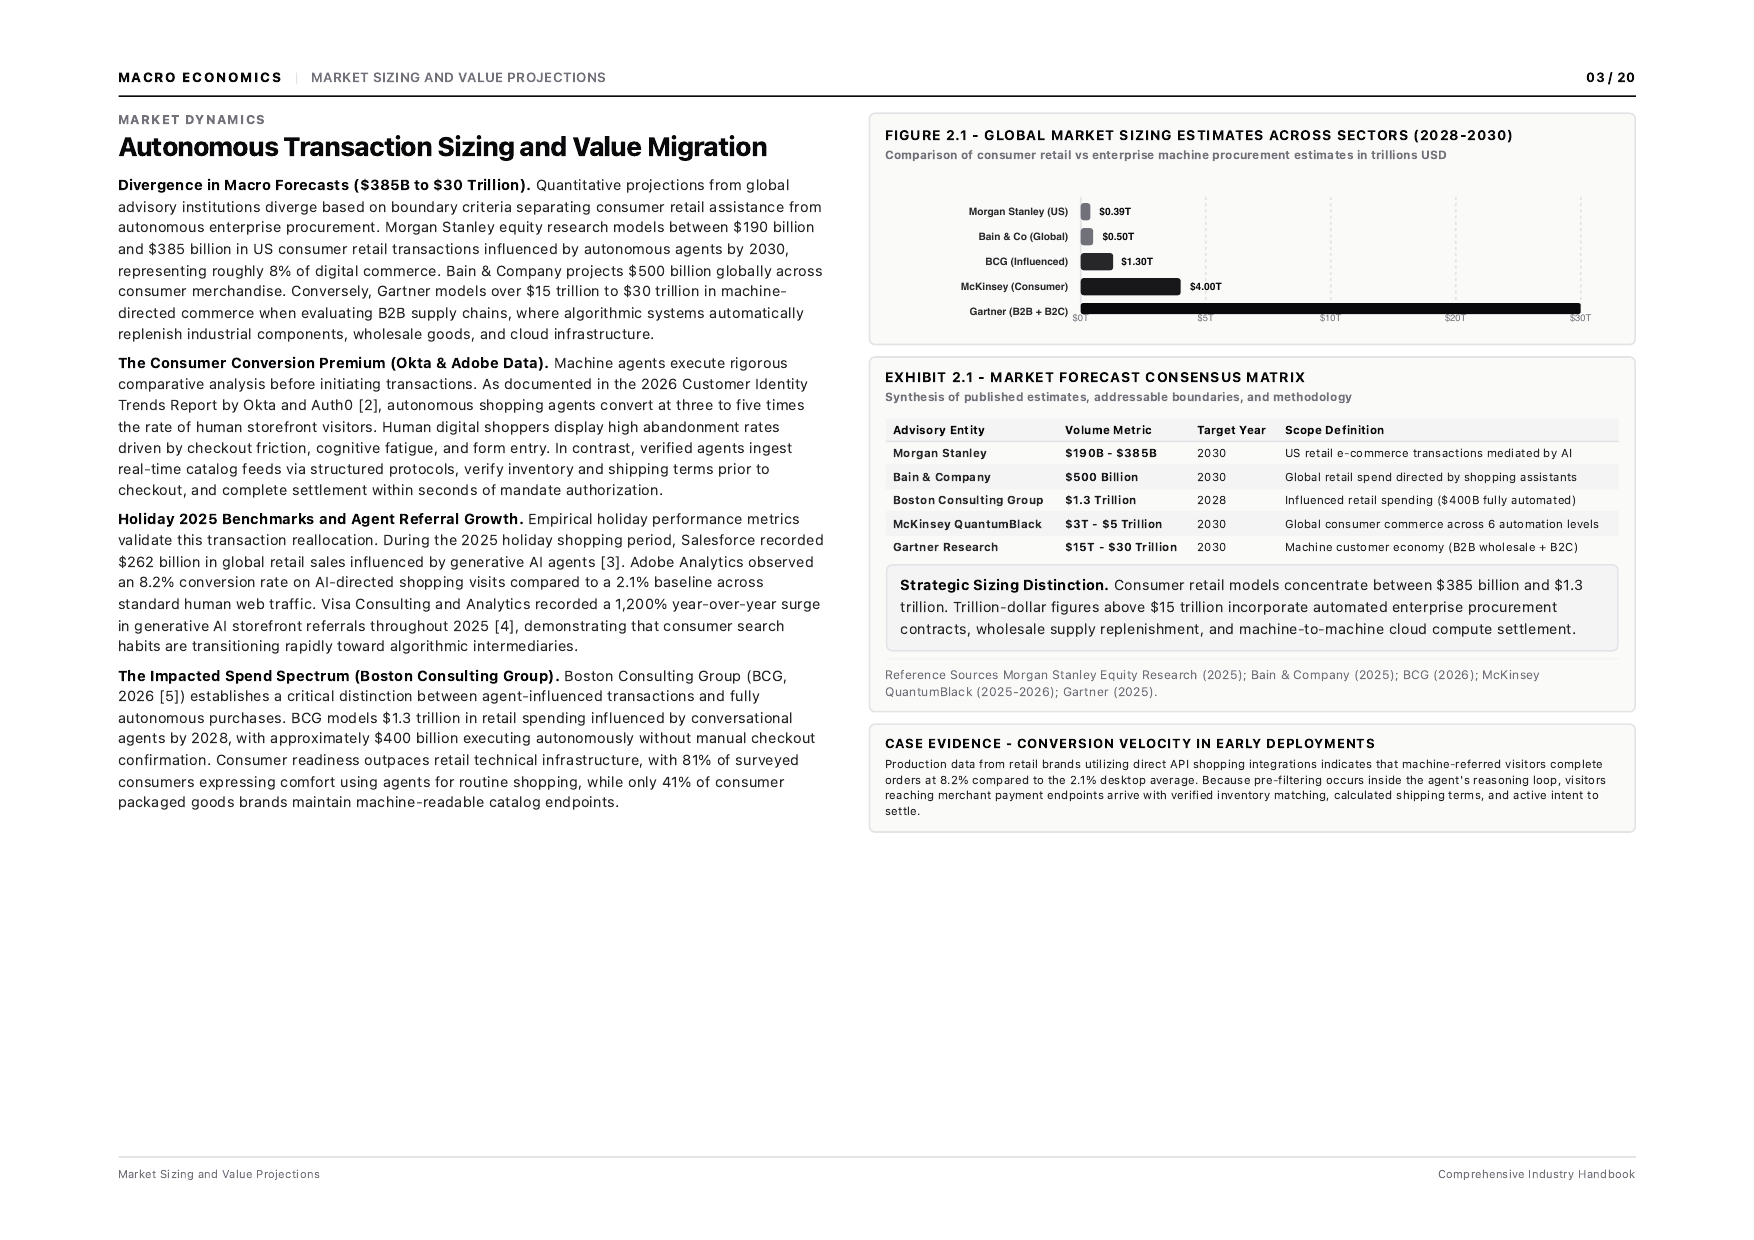 MACRO ECONOMICS | MARKET SIZING AND VALUE PROJECTIONS
03 / 20
MARKET DYNAMICS
Autonomous Transaction Sizing and Value Migration
Divergence in Macro Forecasts ($385B to $30 Trillion). Quantitative projections from global
advisory institutions diverge based on boundary criteria separating consumer retail assistance from
autonomous enterprise procurement. Morgan Stanley equity research models between $190 billion
and $385 billion in US consumer retail transactions influenced by autonomous agents by 2030,
representing roughly 8% of digital commerce. Bain & Company projects $500 billion globally across
consumer merchandise. Conversely, Gartner models over $15 trillion to $30 trillion in machine-
directed commerce when evaluating B2B supply chains, where algorithmic systems automatically
replenish industrial components, wholesale goods, and cloud infrastructure.
The Consumer Conversion Premium (Okta & Adobe Data). Machine agents execute rigorous
comparative analysis before initiating transactions. As documented in the 2026 Customer Identity
Trends Report by Okta and Auth0 [2], autonomous shopping agents convert at three to five times
the rate of human storefront visitors. Human digital shoppers display high abandonment rates
driven by checkout friction, cognitive fatigue, and form entry. In contrast, verified agents ingest
real-time catalog feeds via structured protocols, verify inventory and shipping terms prior to
checkout, and complete settlement within seconds of mandate authorization.
Holiday 2025 Benchmarks and Agent Referral Growth. Empirical holiday performance metrics
validate this transaction reallocation. During the 2025 holiday shopping period, Salesforce recorded
$262 billion in global retail sales influenced by generative AI agents [3]. Adobe Analytics observed
an 8.2% conversion rate on AI-directed shopping visits compared to a 2.1% baseline across
standard human web traffic. Visa Consulting and Analytics recorded a 1,200% year-over-year surge
in generative AI storefront referrals throughout 2025 [4], demonstrating that consumer search
habits are transitioning rapidly toward algorithmic intermediaries.
The Impacted Spend Spectrum (Boston Consulting Group). Boston Consulting Group (BCG,
2026 [5]) establishes a critical distinction between agent-influenced transactions and fully
autonomous purchases. BCG models $1.3 trillion in retail spending influenced by conversational
agents by 2028, with approximately $400 billion executing autonomously without manual checkout
confirmation. Consumer readiness outpaces retail technical infrastructure, with 81% of surveyed
consumers expressing comfort using agents for routine shopping, while only 41% of consumer
packaged goods brands maintain machine-readable catalog endpoints.
FIGURE 2.1 - GLOBAL MARKET SIZING ESTIMATES ACROSS SECTORS (2028-2030)
Comparison of consumer retail vs enterprise machine procurement estimates in trillions USD
Morgan Stanley (US) $0.39T
Bain & Co (Global) $0.50T
BCG (Influenced) $1.30T
McKinsey (Consumer) $4.00T
Gartner (B2B + B2C)
$0T $5T $10T $20T $30T
EXHIBIT 2.1 - MARKET FORECAST CONSENSUS MATRIX
Synthesis of published estimates, addressable boundaries, and methodology
Advisory Entity Volume Metric Target Year Scope Definition
Morgan Stanley $190B - $385B 2030 US retail e-commerce transactions mediated by AI
Bain & Company $500 Billion 2030 Global retail spend directed by shopping assistants
Boston Consulting Group $1.3 Trillion 2028 Influenced retail spending ($400B fully automated)
McKinsey QuantumBlack $3T - $5 Trillion 2030 Global consumer commerce across 6 automation levels
Gartner Research $15T - $30 Trillion 2030 Machine customer economy (B2B wholesale + B2C)
Strategic Sizing Distinction. Consumer retail models concentrate between $385 billion and $1.3
trillion. Trillion-dollar figures above $15 trillion incorporate automated enterprise procurement
contracts, wholesale supply replenishment, and machine-to-machine cloud compute settlement.
Reference Sources Morgan Stanley Equity Research (2025); Bain & Company (2025); BCG (2026); McKinsey
QuantumBlack (2025-2026); Gartner (2025).
CASE EVIDENCE - CONVERSION VELOCITY IN EARLY DEPLOYMENTS
Production data from retail brands utilizing direct API shopping integrations indicates that machine-referred visitors complete
orders at 8.2% compared to the 2.1% desktop average. Because pre-filtering occurs inside the agent's reasoning loop, visitors
reaching merchant payment endpoints arrive with verified inventory matching, calculated shipping terms, and active intent to
settle.
Market Sizing and Value Projections
Comprehensive Industry Handbook